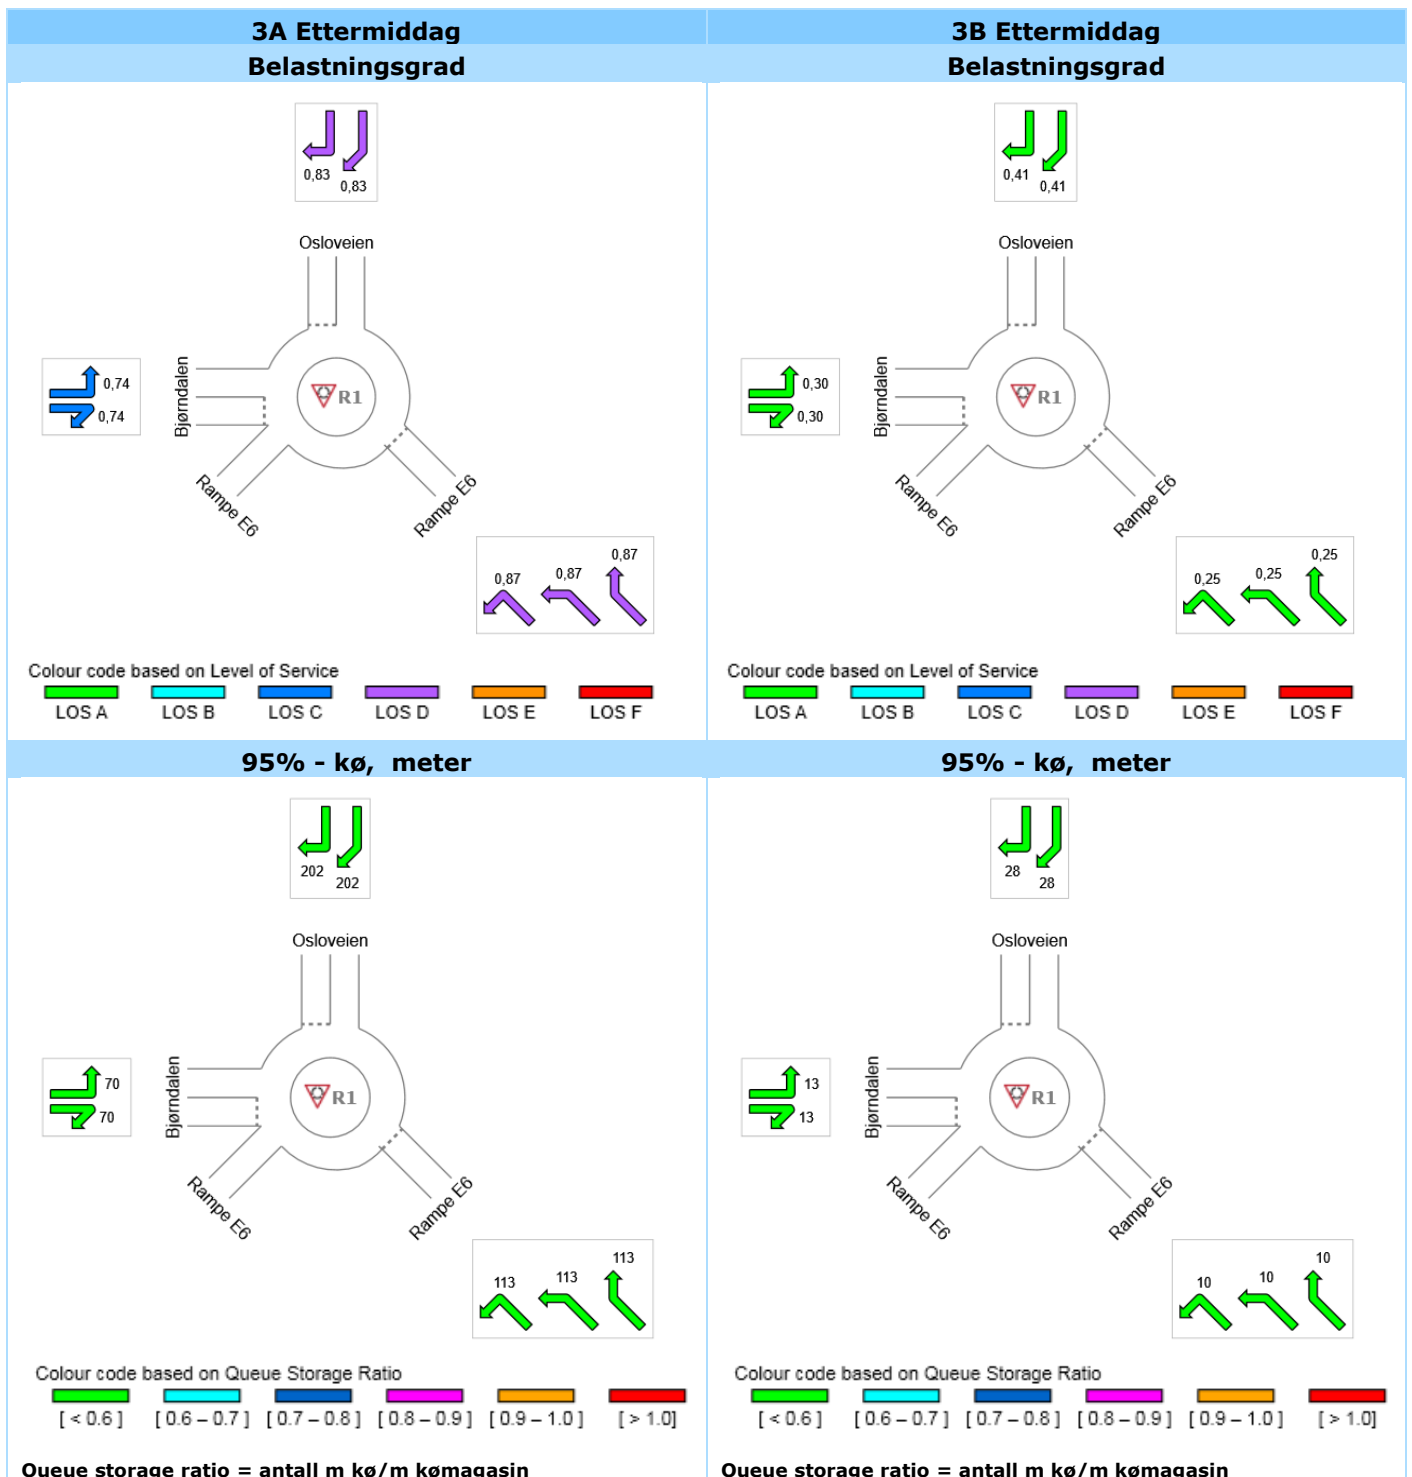 3A Ettermiddag
Belastningsgrad
0,83
0,83
Osloveien
0,74
0,74
Bjørndalen
R1
Rampe E6
Rampe E6
0,87
0,87
0,87
Colour code based on Level of Service
LOS A LOS B LOS C LOS D LOS E LOS F
3B Ettermiddag
Belastningsgrad
0,41
0,41
Osloveien
0,30
0,30
Bjørndalen
R1
Rampe E6
Rampe E6
0,25
0,25
0,25
Colour code based on Level of Service
LOS A LOS B LOS C LOS D LOS E LOS F
95% - kø, meter
202
202
Osloveien
70
70
Bjørndalen
R1
Rampe E6
Rampe E6
113
113
113
Colour code based on Queue Storage Ratio
[ < 0.6 ] [ 0.6 – 0.7 ] [ 0.7 – 0.8 ] [ 0.8 – 0.9 ] [ 0.9 – 1.0 ] [ > 1.0]
Queue storage ratio = antall m kø/m kømagasin
95% - kø, meter
28
28
Osloveien
13
13
Bjørndalen
R1
Rampe E6
Rampe E6
10
10
10
Colour code based on Queue Storage Ratio
[ < 0.6 ] [ 0.6 – 0.7 ] [ 0.7 – 0.8 ] [ 0.8 – 0.9 ] [ 0.9 – 1.0 ] [ > 1.0]
Queue storage ratio = antall m kø/m kømagasin